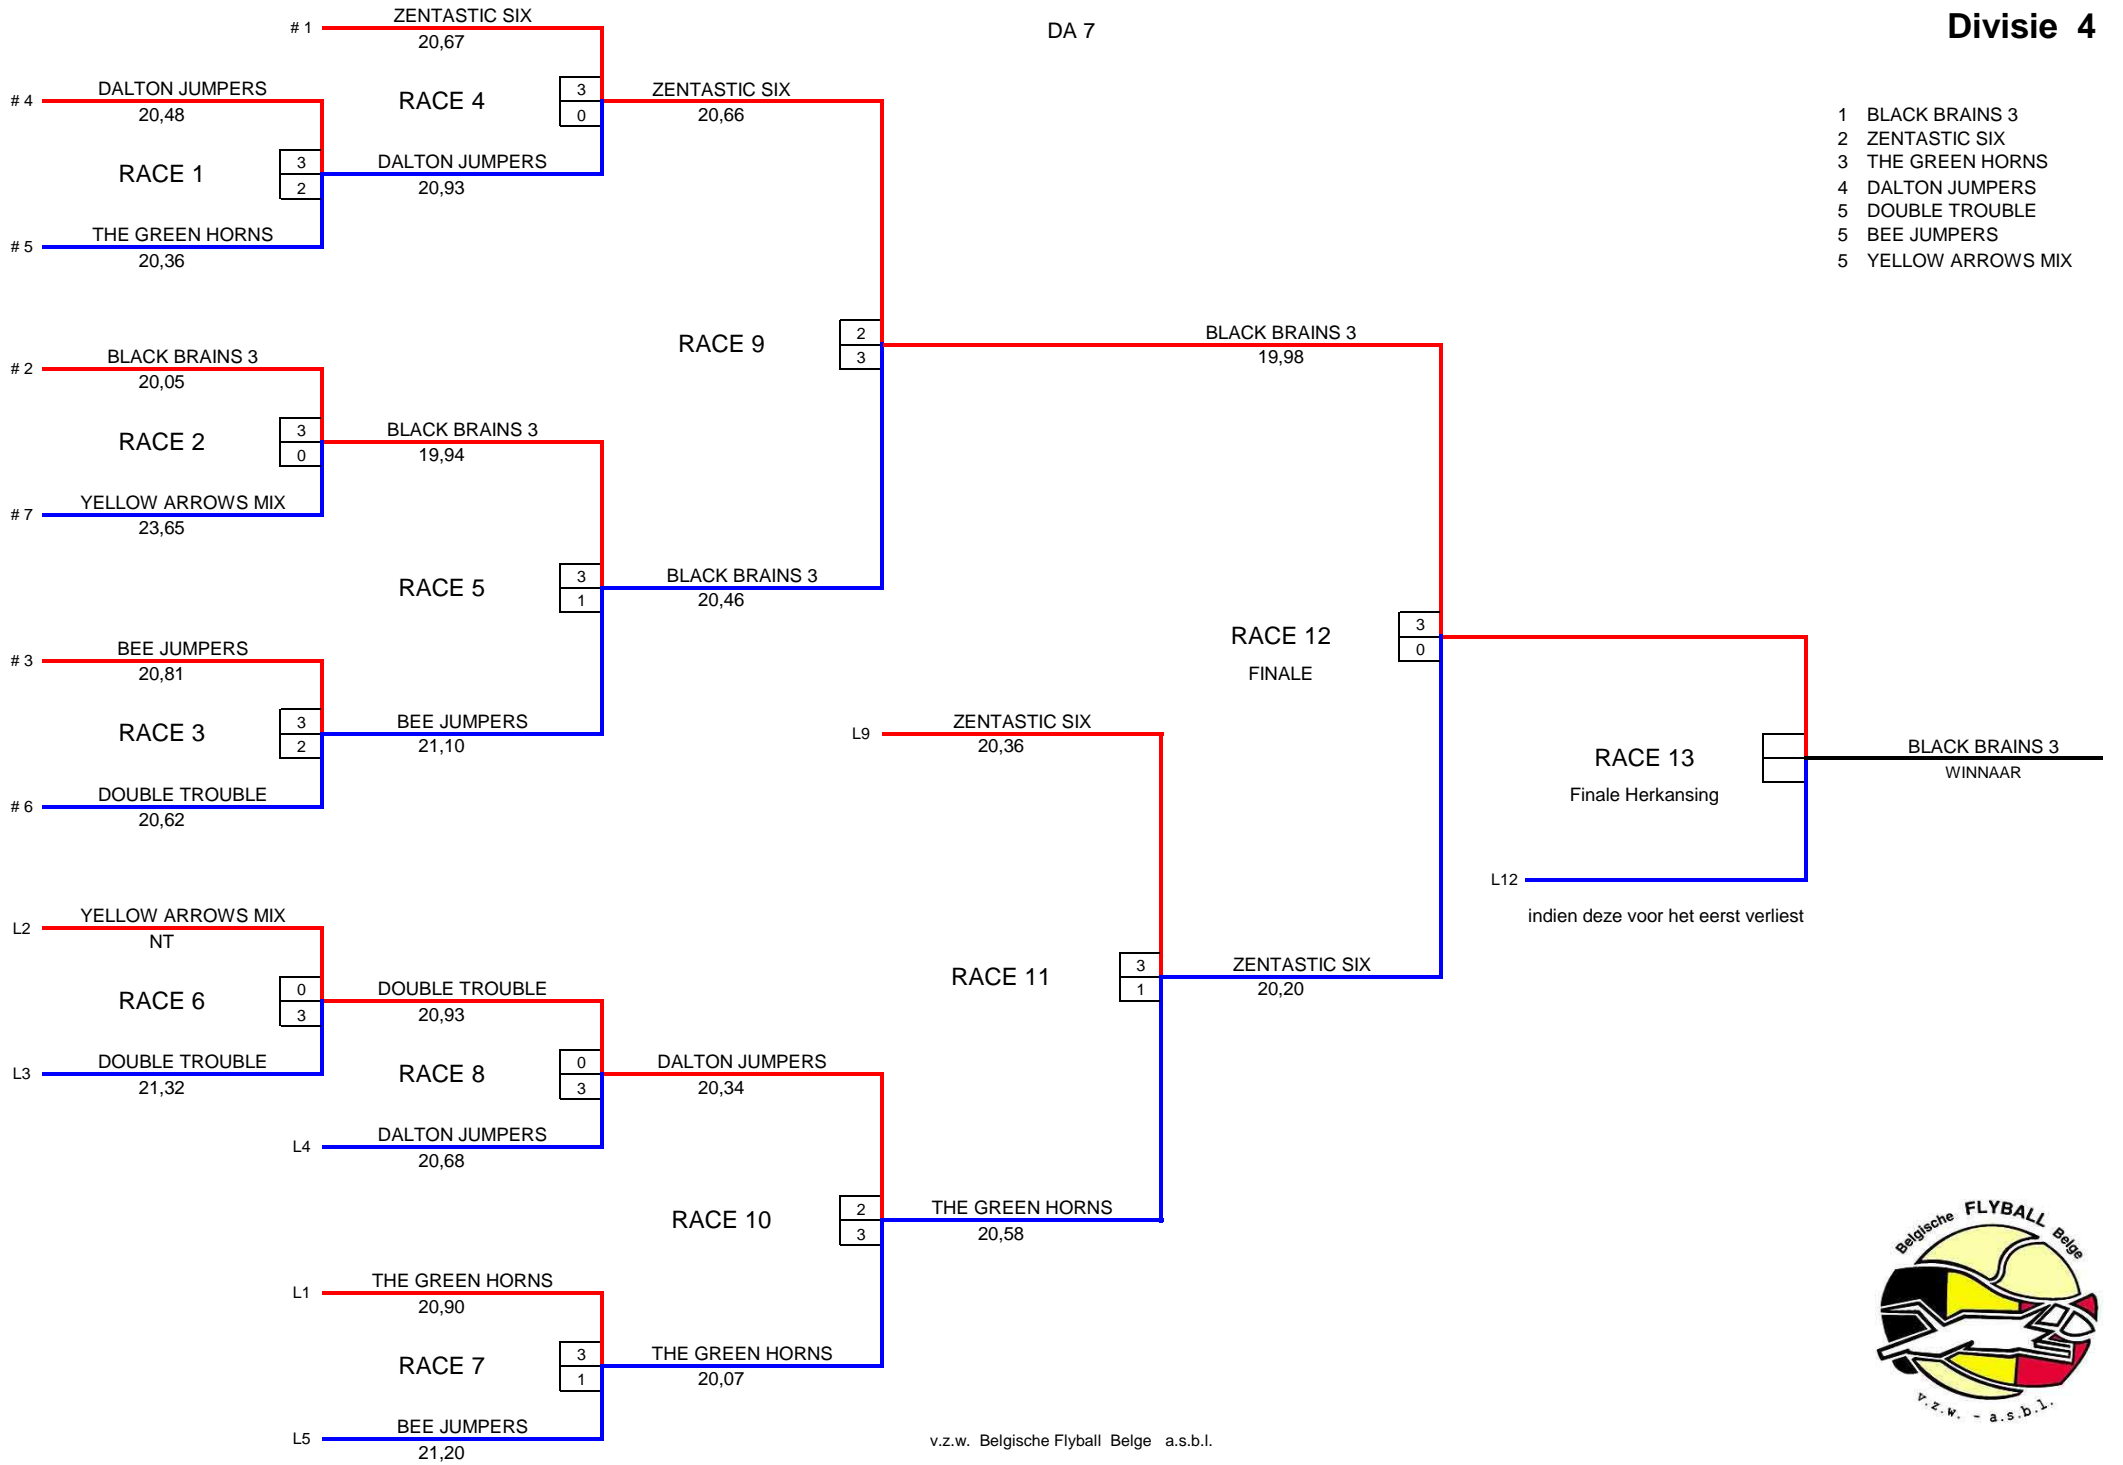 Divisie 4
DA 7
1 BLACK BRAINS 3
2 ZENTASTIC SIX
3 THE GREEN HORNS
4 DALTON JUMPERS
5 DOUBLE TROUBLE
5 BEE JUMPERS
5 YELLOW ARROWS MIX
# 1 ZENTASTIC SIX
20,67
# 4 DALTON JUMPERS
20,48
RACE 4
3
0
ZENTASTIC SIX
20,66
RACE 1
3
2
DALTON JUMPERS
20,93
# 5 THE GREEN HORNS
20,36
RACE 9
2
3
BLACK BRAINS 3
19,98
# 2 BLACK BRAINS 3
20,05
RACE 2
3
0
BLACK BRAINS 3
19,94
# 7 YELLOW ARROWS MIX
23,65
RACE 5
3
1
BLACK BRAINS 3
20,46
# 3 BEE JUMPERS
20,81
RACE 12
FINALE
3
0
RACE 3
3
2
BEE JUMPERS
21,10
L9 ZENTASTIC SIX
20,36
RACE 13
Finale Herkansing
BLACK BRAINS 3
WINNAAR
# 6 DOUBLE TROUBLE
20,62
L12
indien deze voor het eerst verliest
L2 YELLOW ARROWS MIX
NT
RACE 6
0
3
DOUBLE TROUBLE
20,93
RACE 11
3
1
ZENTASTIC SIX
20,20
L3 DOUBLE TROUBLE
21,32
RACE 8
0
3
DALTON JUMPERS
20,34
L4 DALTON JUMPERS
20,68
RACE 10
2
3
THE GREEN HORNS
20,58
L1 THE GREEN HORNS
20,90
RACE 7
3
1
THE GREEN HORNS
20,07
L5 BEE JUMPERS
21,20
v.z.w. Belgische Flyball Belge a.s.b.l.
Belgische FLYBALL Belge
v.z.w. - a.s.b.l.